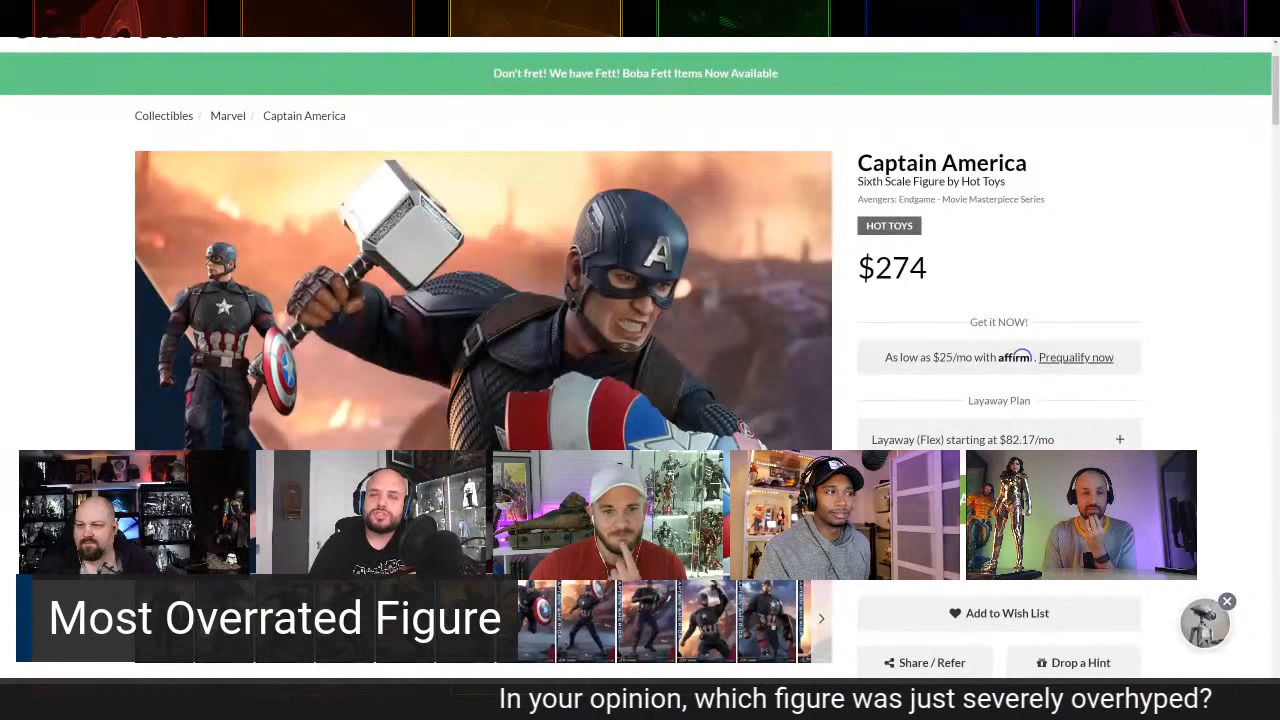 Don't fret! We have Fett! Boba Fett Items Now Available
Collectibles / Marvel / Captain America
Captain America
Sixth Scale Figure by Hot Toys
Avengers: Endgame - Movie Masterpiece Series
HOT TOYS
$274
Get it NOW!
As low as $25/mo with affirm. Prequalify now
Layaway Plan
Layaway (Flex) starting at $82.17/mo +
A
Most Overrated Figure
Add to Wish List
Share / Refer
Drop a Hint
In your opinion, which figure was just severely overhyped?